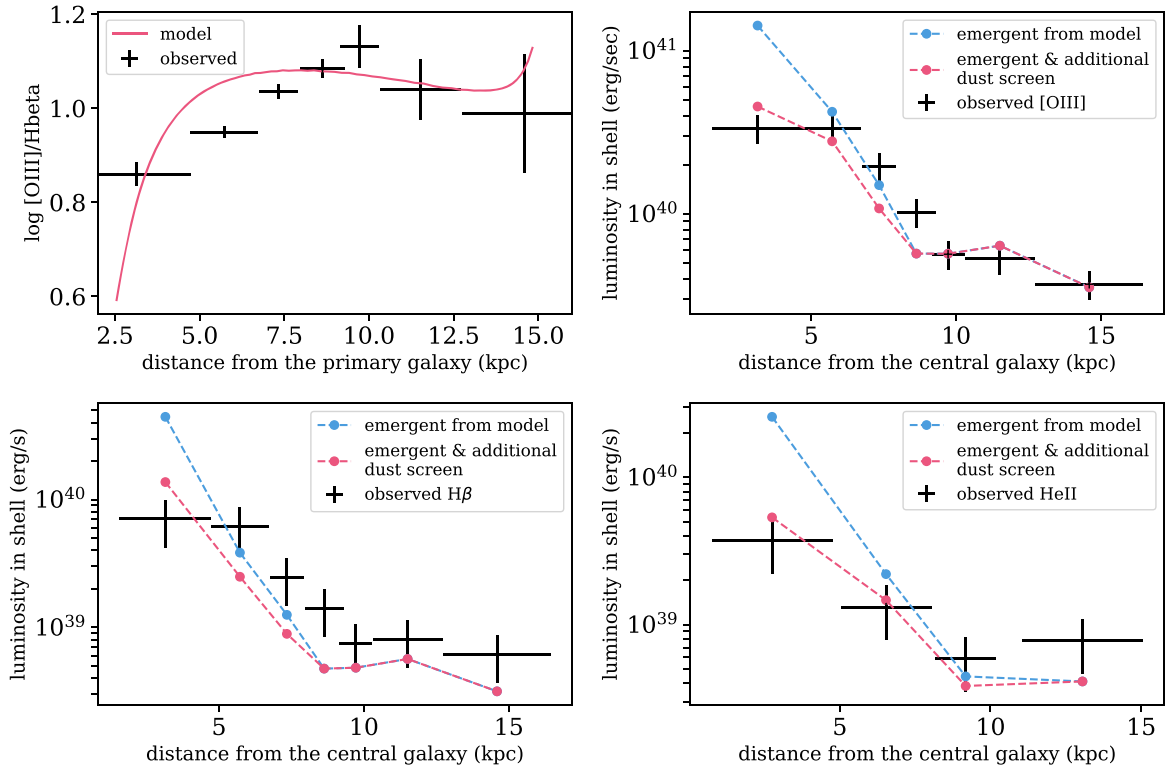 log [OIII]/Hbeta
1.2
1.0
0.8
0.6
model
observed
2.5
5.0
7.5
10.0
12.5
15.0
distance from the primary galaxy (kpc)
luminosity in shell (erg/sec)
10^41
10^40
emergent from model
emergent & additional
dust screen
observed [OIII]
5
10
15
distance from the central galaxy (kpc)
luminosity in shell (erg/s)
10^40
10^39
emergent from model
emergent & additional
dust screen
observed Hβ
5
10
15
distance from the central galaxy (kpc)
luminosity in shell (erg/s)
10^40
10^39
emergent from model
emergent & additional
dust screen
observed HeII
5
10
15
distance from the central galaxy (kpc)